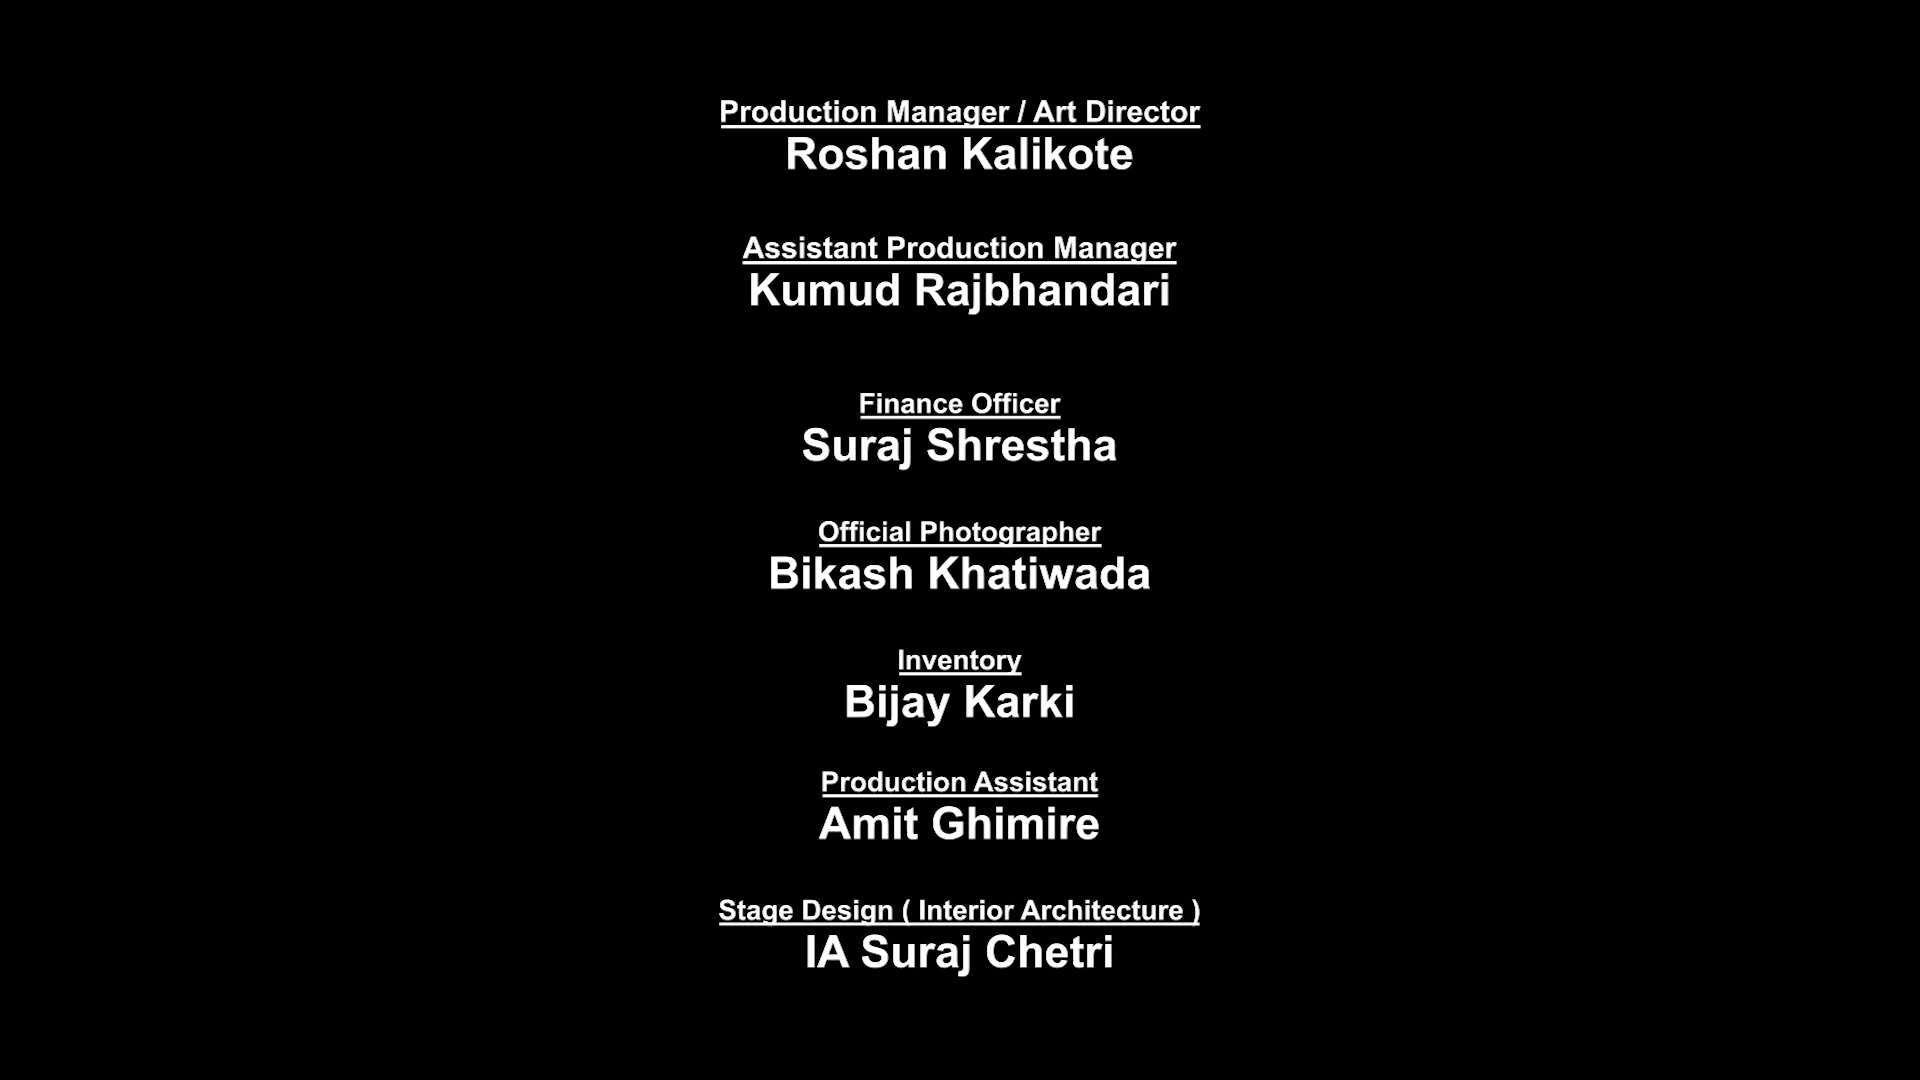 Production Manager / Art Director
Roshan Kalikote
Assistant Production Manager
Kumud Rajbhandari
Finance Officer
Suraj Shrestha
Official Photographer
Bikash Khatiwada
Inventory
Bijay Karki
Production Assistant
Amit Ghimire
Stage Design ( Interior Architecture )
IA Suraj Chetri